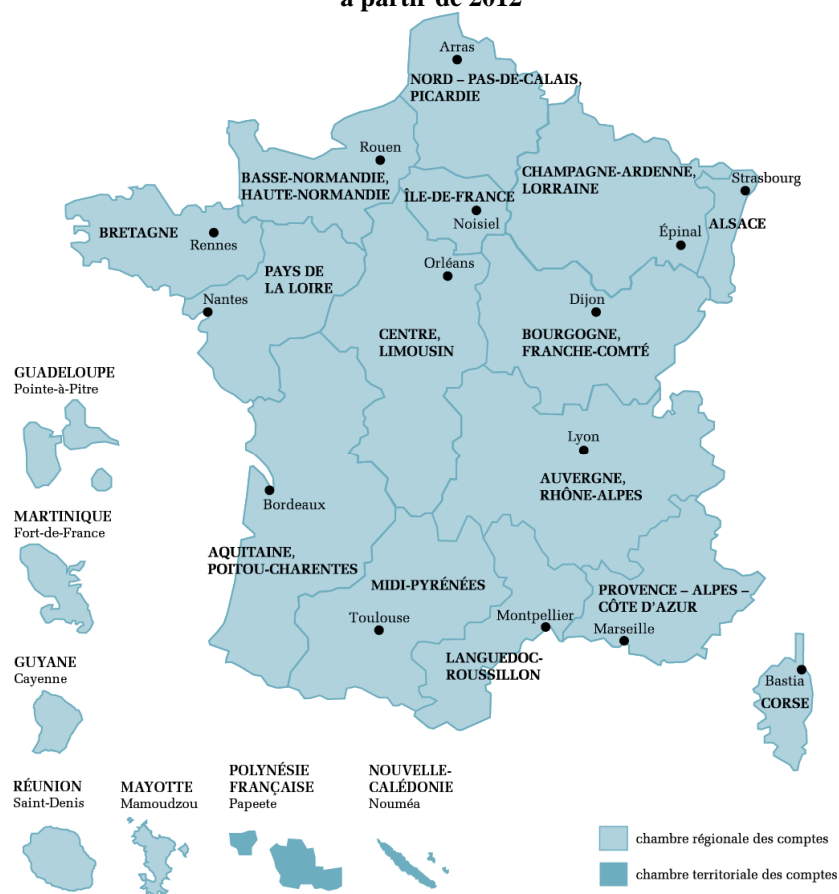 à partir de 2012
Arras
NORD – PAS-DE-CALAIS,
PICARDIE
Rouen
BASSE-NORMANDIE,
HAUTE-NORMANDIE
ÎLE-DE-FRANCE
Noisiel
CHAMPAGNE-ARDENNE,
LORRAINE
Strasbourg
ALSACE
Épinal
BRETAGNE
Rennes
PAYS DE
LA LOIRE
Nantes
Orléans
CENTRE,
LIMOUSIN
Dijon
BOURGOGNE,
FRANCHE-COMTÉ
GUADELOUPE
Pointe-à-Pitre
Lyon
AUVERGNE,
RHÔNE-ALPES
Bordeaux
AQUITAINE,
POITOU-CHARENTES
MARTINIQUE
Fort-de-France
MIDI-PYRÉNÉES
Toulouse
Montpellier
LANGUEDOC-
ROUSSILLON
PROVENCE – ALPES –
CÔTE D'AZUR
Marseille
Bastia
CORSE
GUYANE
Cayenne
RÉUNION
Saint-Denis
MAYOTTE
Mamoudzou
POLYNÉSIE
FRANÇAISE
Papeete
NOUVELLE-
CALÉDONIE
Nouméa
chambre régionale des comptes
chambre territoriale des comptes